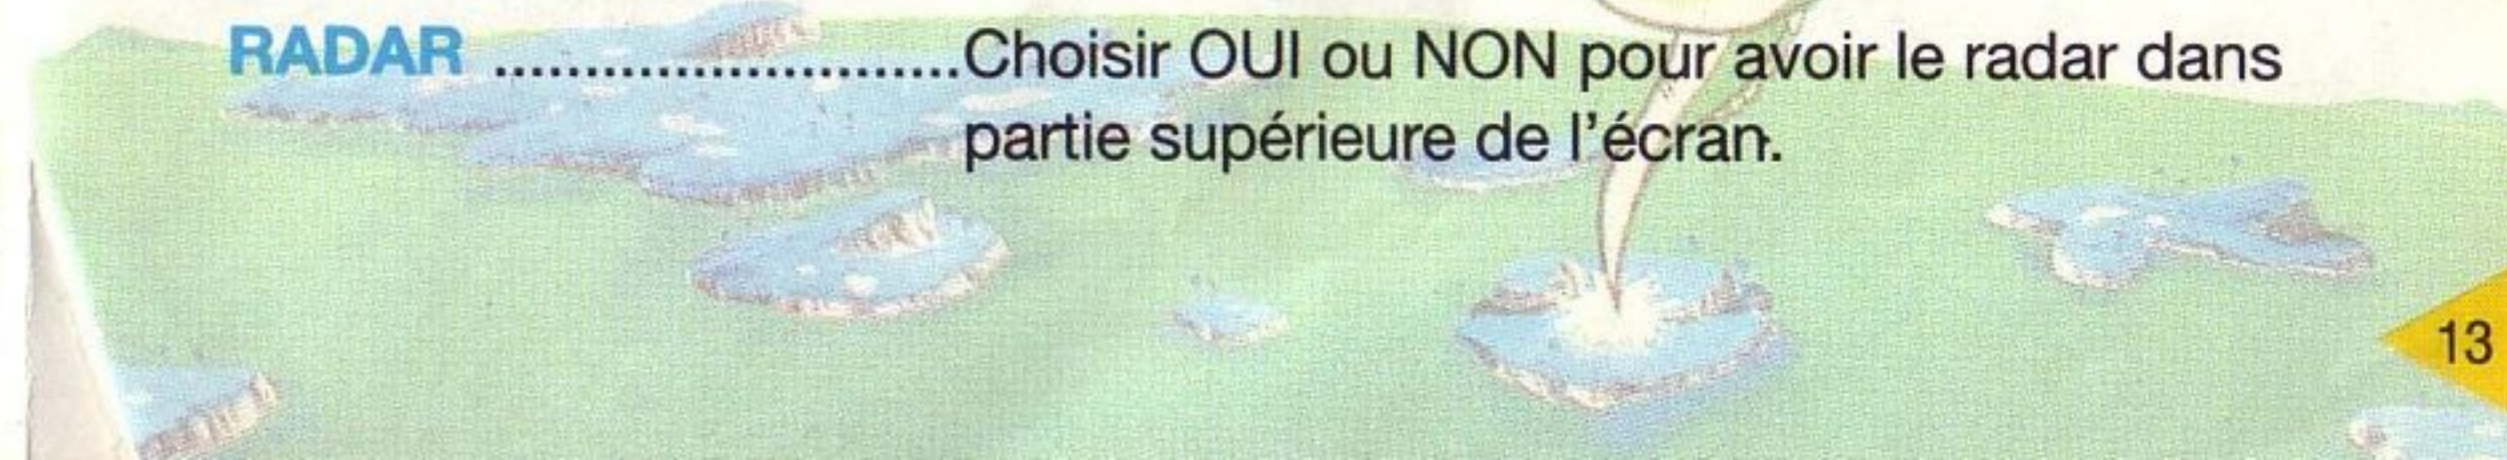 RADAR ..........................Choisir OUI ou NON pour avoir le radar dans
partie supérieure de l'écran.
13